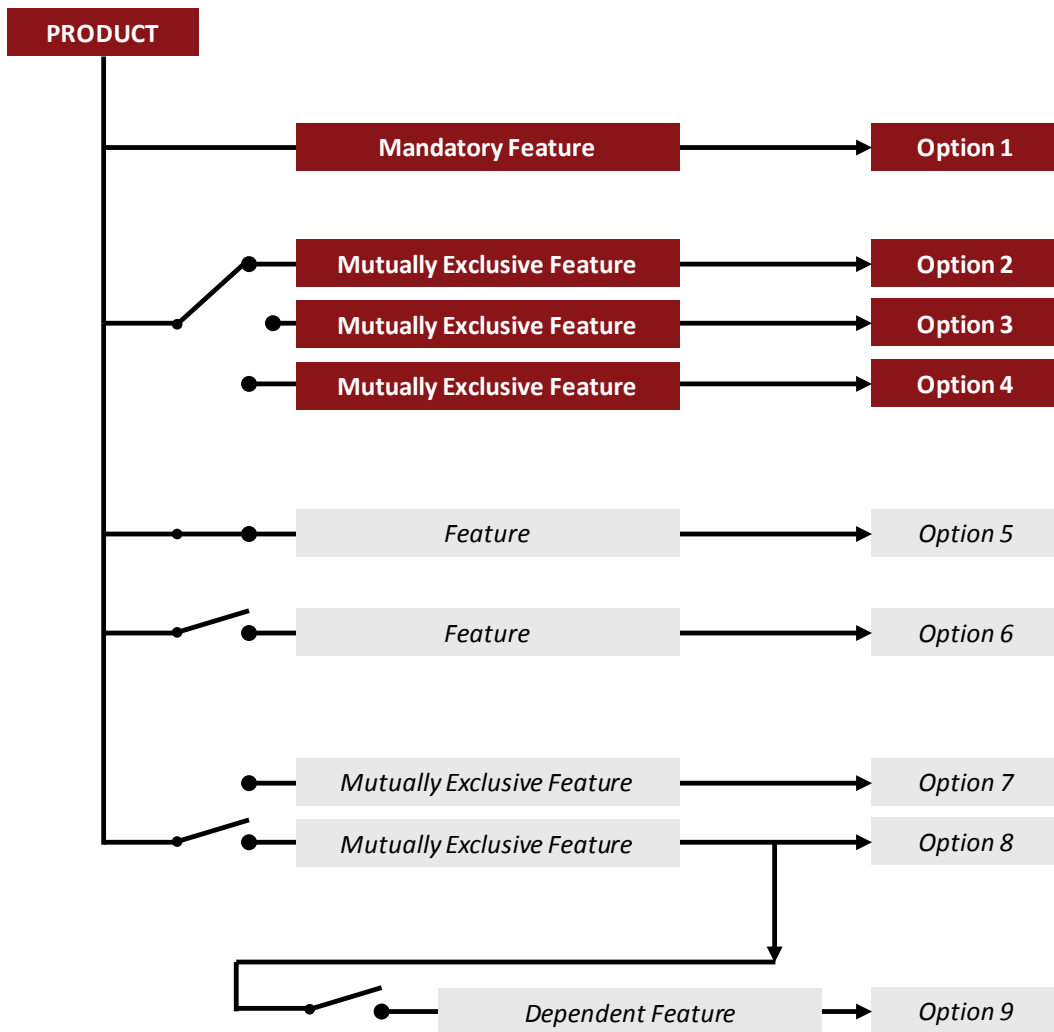 PRODUCT
Mandatory Feature
Option 1
Mutually Exclusive Feature
Option 2
Mutually Exclusive Feature
Option 3
Mutually Exclusive Feature
Option 4
Feature
Option 5
Feature
Option 6
Mutually Exclusive Feature
Option 7
Mutually Exclusive Feature
Option 8
Dependent Feature
Option 9